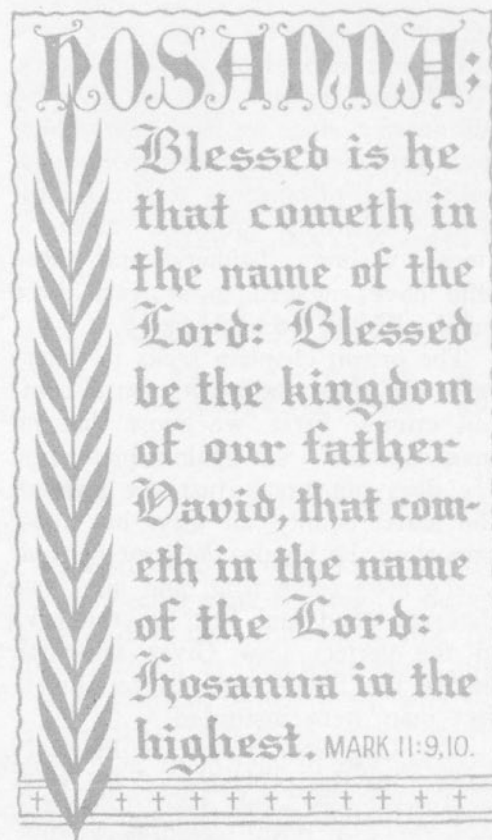 HOSANNA:
Blessed is he
that cometh in
the name of the
Lord: Blessed
be the kingdom
of our father
David, that com-
eth in the name
of the Lord:
Hosanna in the
highest. MARK 11:9,10.